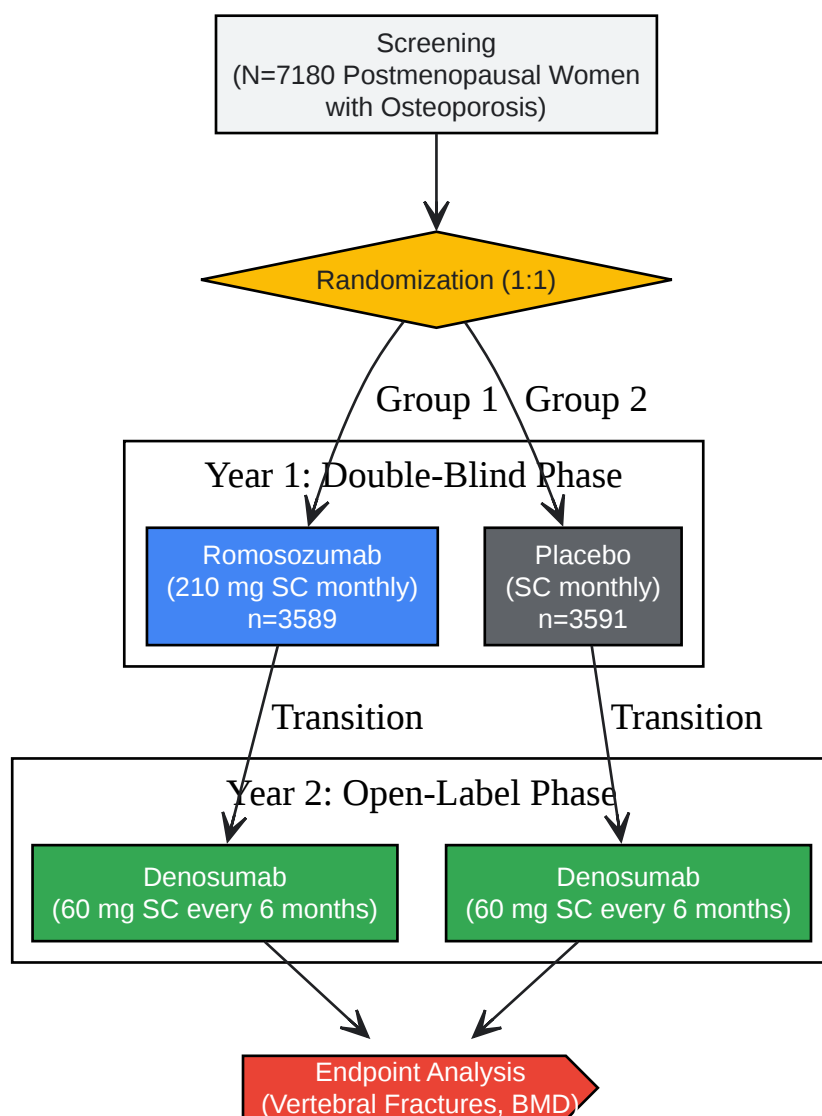 Screening
(N=7180 Postmenopausal Women
with Osteoporosis)
Randomization (1:1)
Group 1
Group 2
Year 1: Double-Blind Phase
Romosozumab
(210 mg SC monthly)
n=3589
Placebo
(SC monthly)
n=3591
Transition
Transition
Year 2: Open-Label Phase
Denosumab
(60 mg SC every 6 months)
Denosumab
(60 mg SC every 6 months)
Endpoint Analysis
(Vertebral Fractures, BMD)